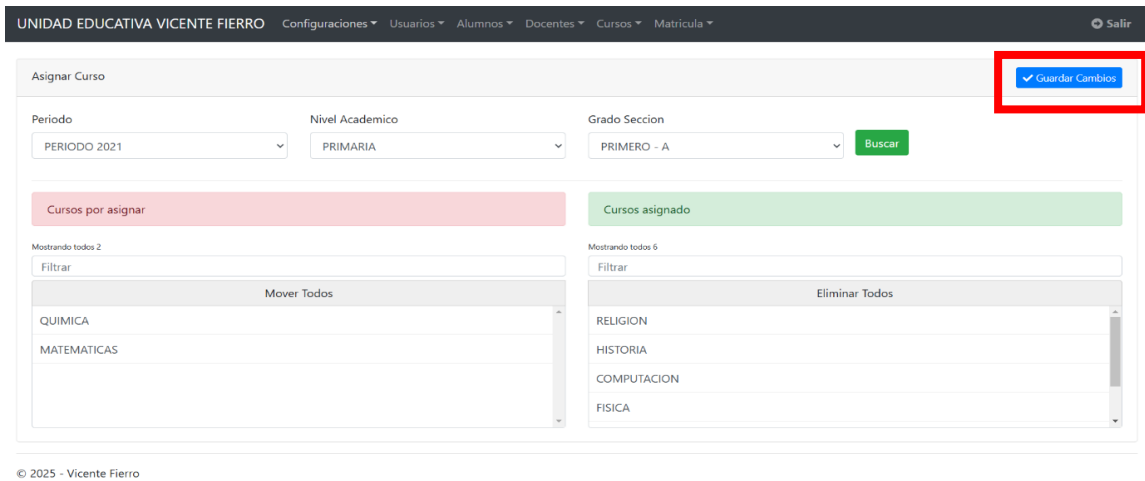 UNIDAD EDUCATIVA VICENTE FIERRO Configuraciones Usuarios Alumnos Docentes Cursos Matricula Salir
Asignar Curso Guardar Cambios
Periodo Nivel Academico Grado Seccion
PERIODO 2021 PRIMARIA PRIMERO - A Buscar
Cursos por asignar Cursos asignado
Mostrando todos 2 Mostrando todos 6
Filtrar Filtrar
Mover Todos Eliminar Todos
QUIMICA RELIGION
MATEMATICAS HISTORIA
COMPUTACION
FISICA
© 2025 - Vicente Fierro